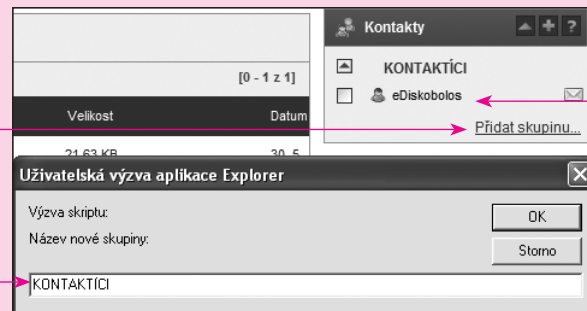 Kontakty
?
[0 - 1 z 1]
KONTAKTÍCI
eDiskobolos
Velikost Datum
Přidat skupinu...
21,63 KB 30. 5.
Uživatelská výzva aplikace Explorer
Výzva skriptu:
OK
Název nové skupiny:
Storno
KONTAKTÍCI